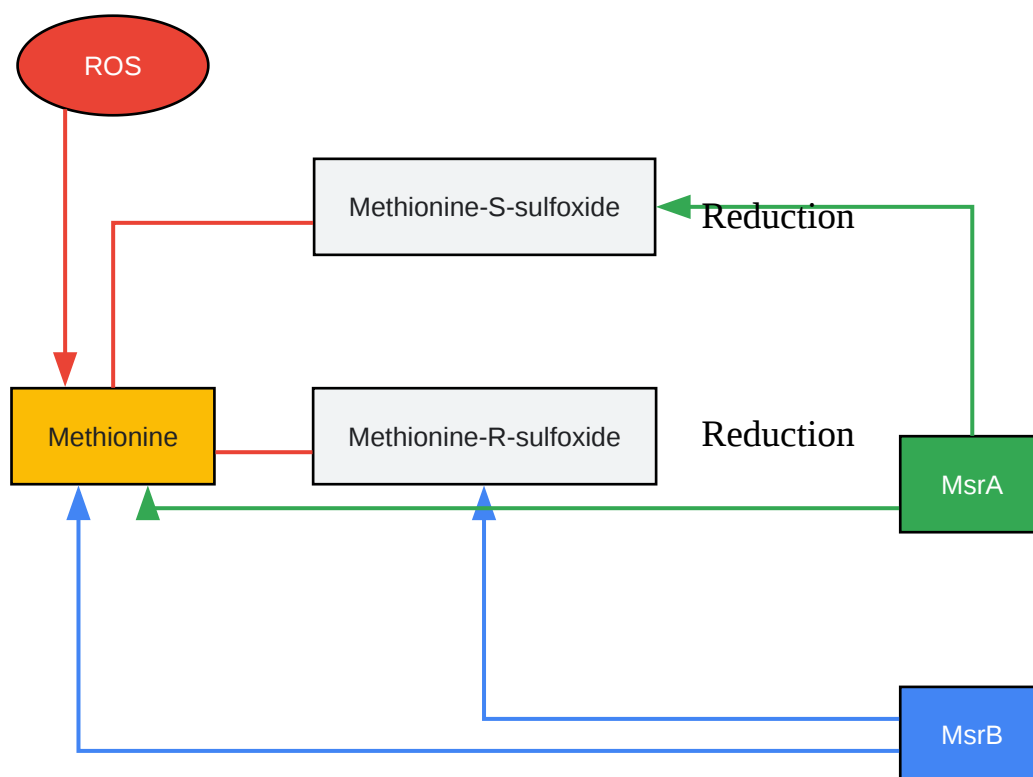 ROS
Methionine-S-sulfoxide
Reduction
Methionine
Methionine-R-sulfoxide
Reduction
MsrA
MsrB